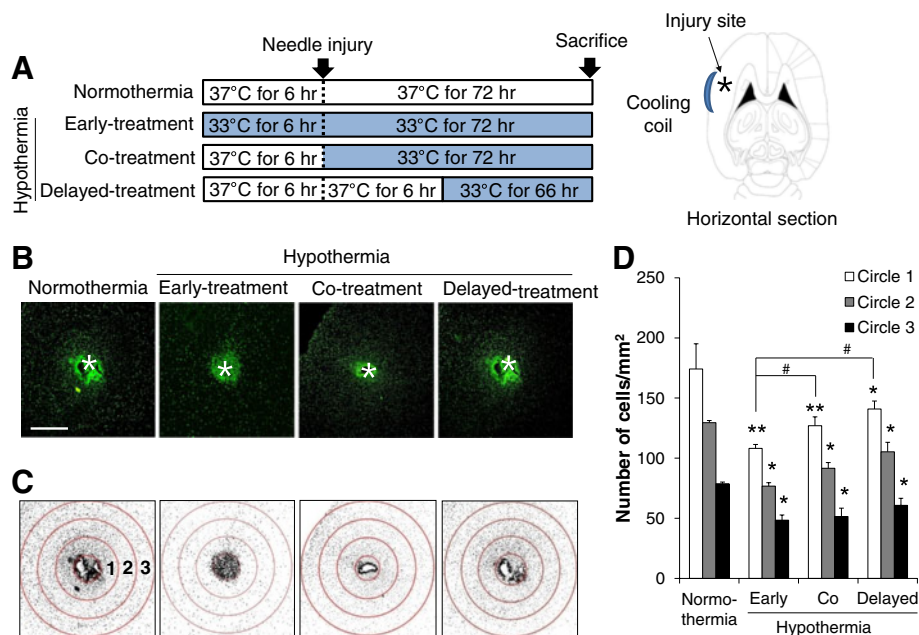 A
Needle injury
Sacrifice
Normothermia
37°C for 6 hr
37°C for 72 hr
Hypothermia
Early-treatment
33°C for 6 hr
33°C for 72 hr
Co-treatment
37°C for 6 hr
33°C for 72 hr
Delayed-treatment
37°C for 6 hr
37°C for 6 hr
33°C for 66 hr
Injury site
*
Cooling
coil
Horizontal section
B
Hypothermia
Normothermia
Early-treatment
Co-treatment
Delayed-treatment
*
*
*
*
C
1 2 3
D
250
200
150
100
50
0
Number of cells/mm²
Circle 1
Circle 2
Circle 3
#
#
** * *
** * *
* * *
Normo-
thermia
Early
Co
Delayed
Hypothermia